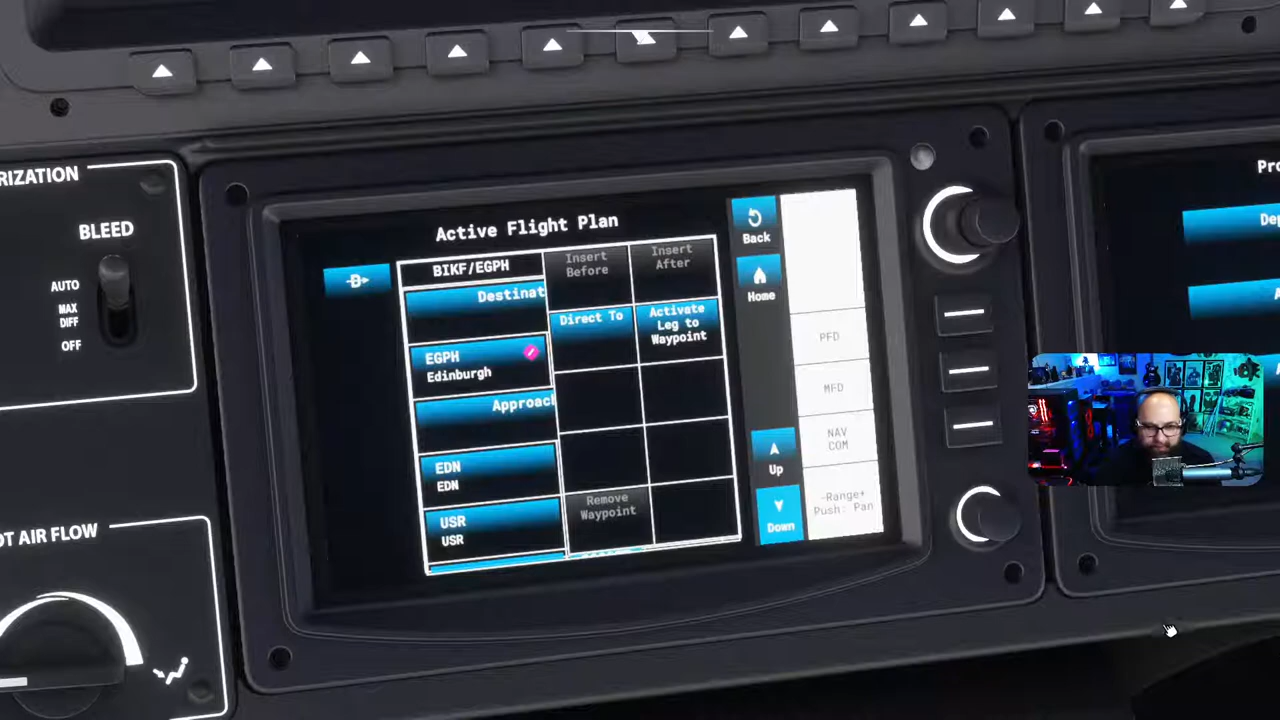 RIZATION
BLEED
AUTO
MAX
DIFF
OFF
OT AIR FLOW
Active Flight Plan
BIKF/EGPH
Destinat
EGPH
Edinburgh
Approach
EDN
EDN
USR
USR
Insert
Before
Insert
After
Direct To
Activate
Leg to
Waypoint
Remove
Waypoint
Back
Home
Up
Down
PFD
MFD
NAV
COM
-Range+
Push: Pan
Pro
Dep